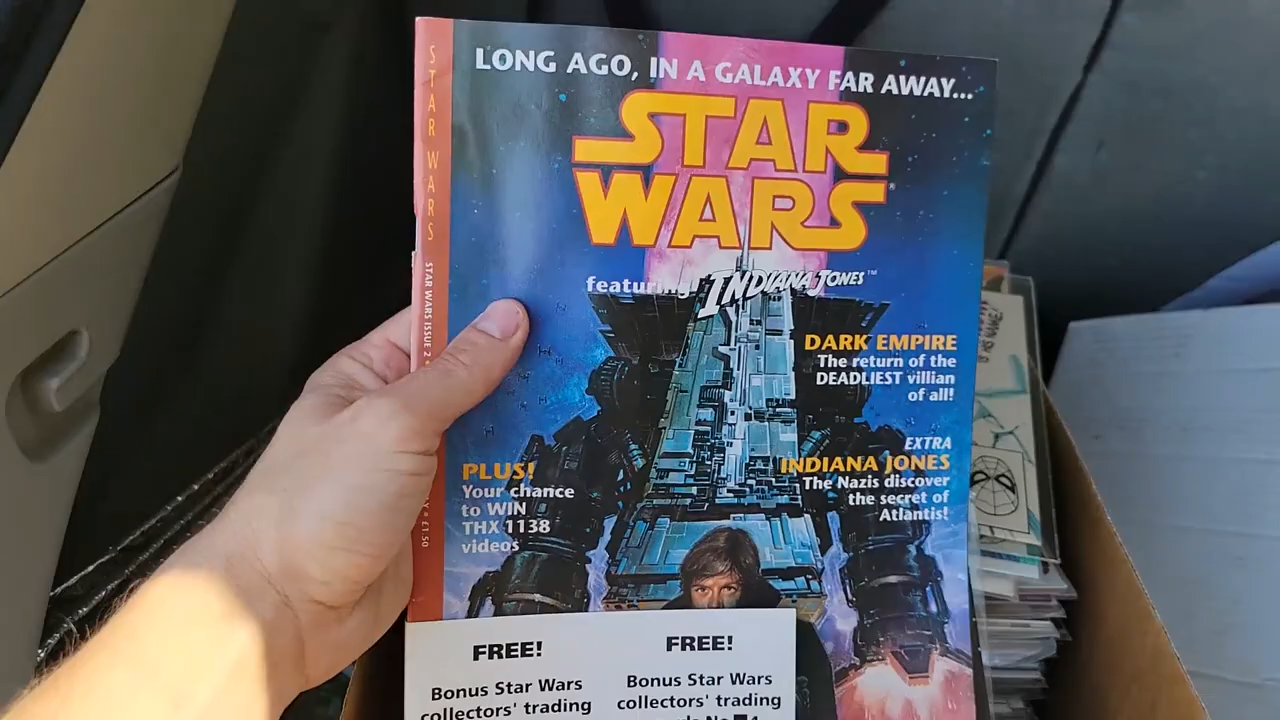 LONG AGO, IN A GALAXY FAR AWAY...
STAR
WARS®
featuring INDIANA JONES™
DARK EMPIRE
The return of the
DEADLIEST villian
of all!
EXTRA
INDIANA JONES
The Nazis discover
the secret of
Atlantis!
PLUS!
Your chance
to WIN
THX 1138
videos
FREE!
Bonus Star Wars
collectors' trading
FREE!
Bonus Star Wars
collectors' trading
STAR WARS
STAR WARS ISSUE 2
£1.50